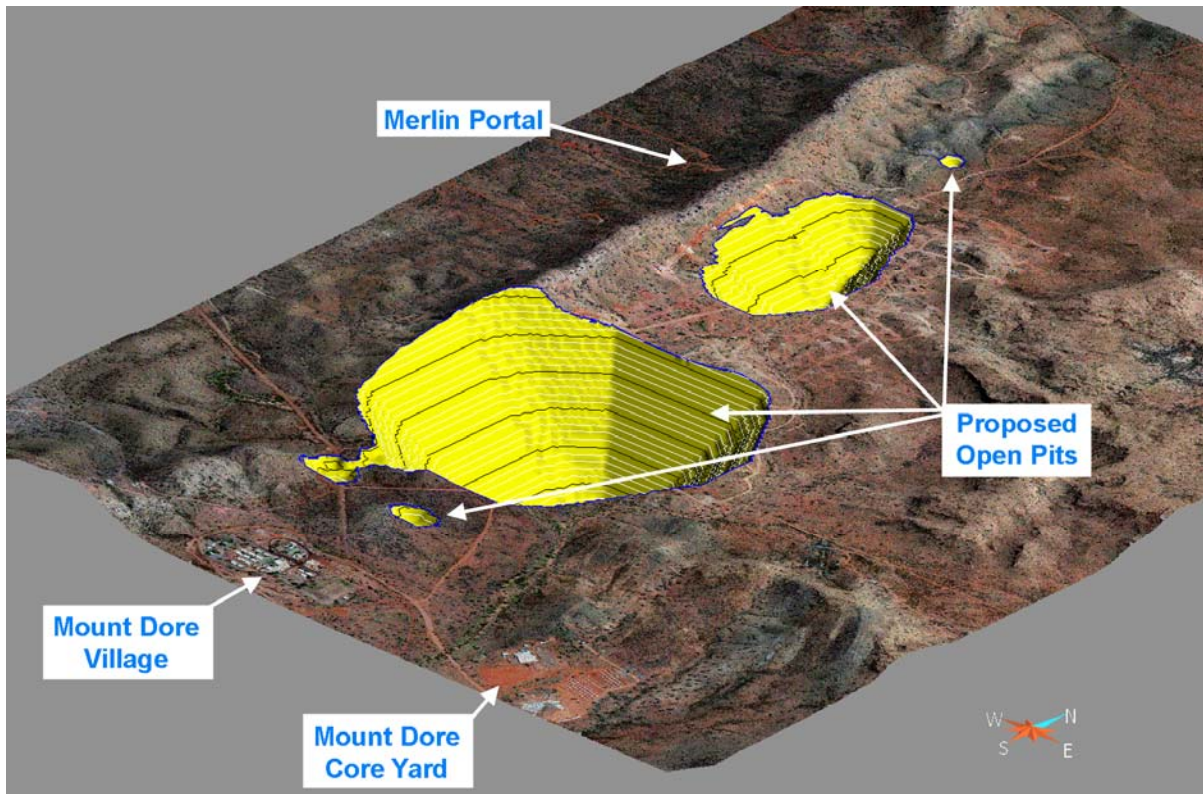 Merlin Portal
Proposed
Open Pits
Mount Dore
Village
Mount Dore
Core Yard
W N
S E